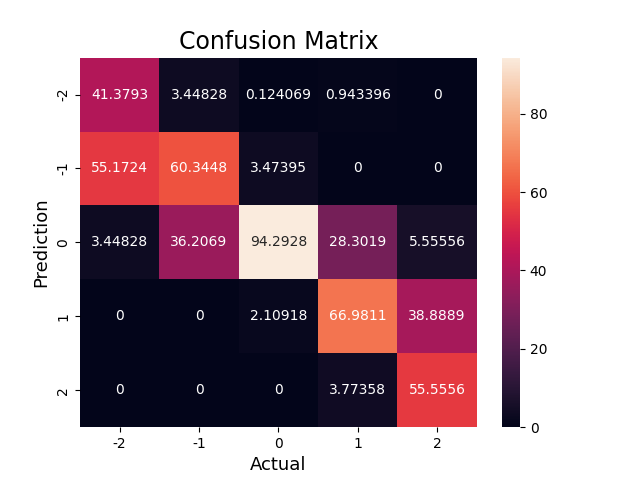 Confusion Matrix
-2 41.3793 3.44828 0.124069 0.943396 0
-1 55.1724 60.3448 3.47395 0 0
0 3.44828 36.2069 94.2928 28.3019 5.55556
1 0 0 2.10918 66.9811 38.8889
2 0 0 0 3.77358 55.5556
-2 -1 0 1 2
Prediction
Actual
80
60
40
20
0